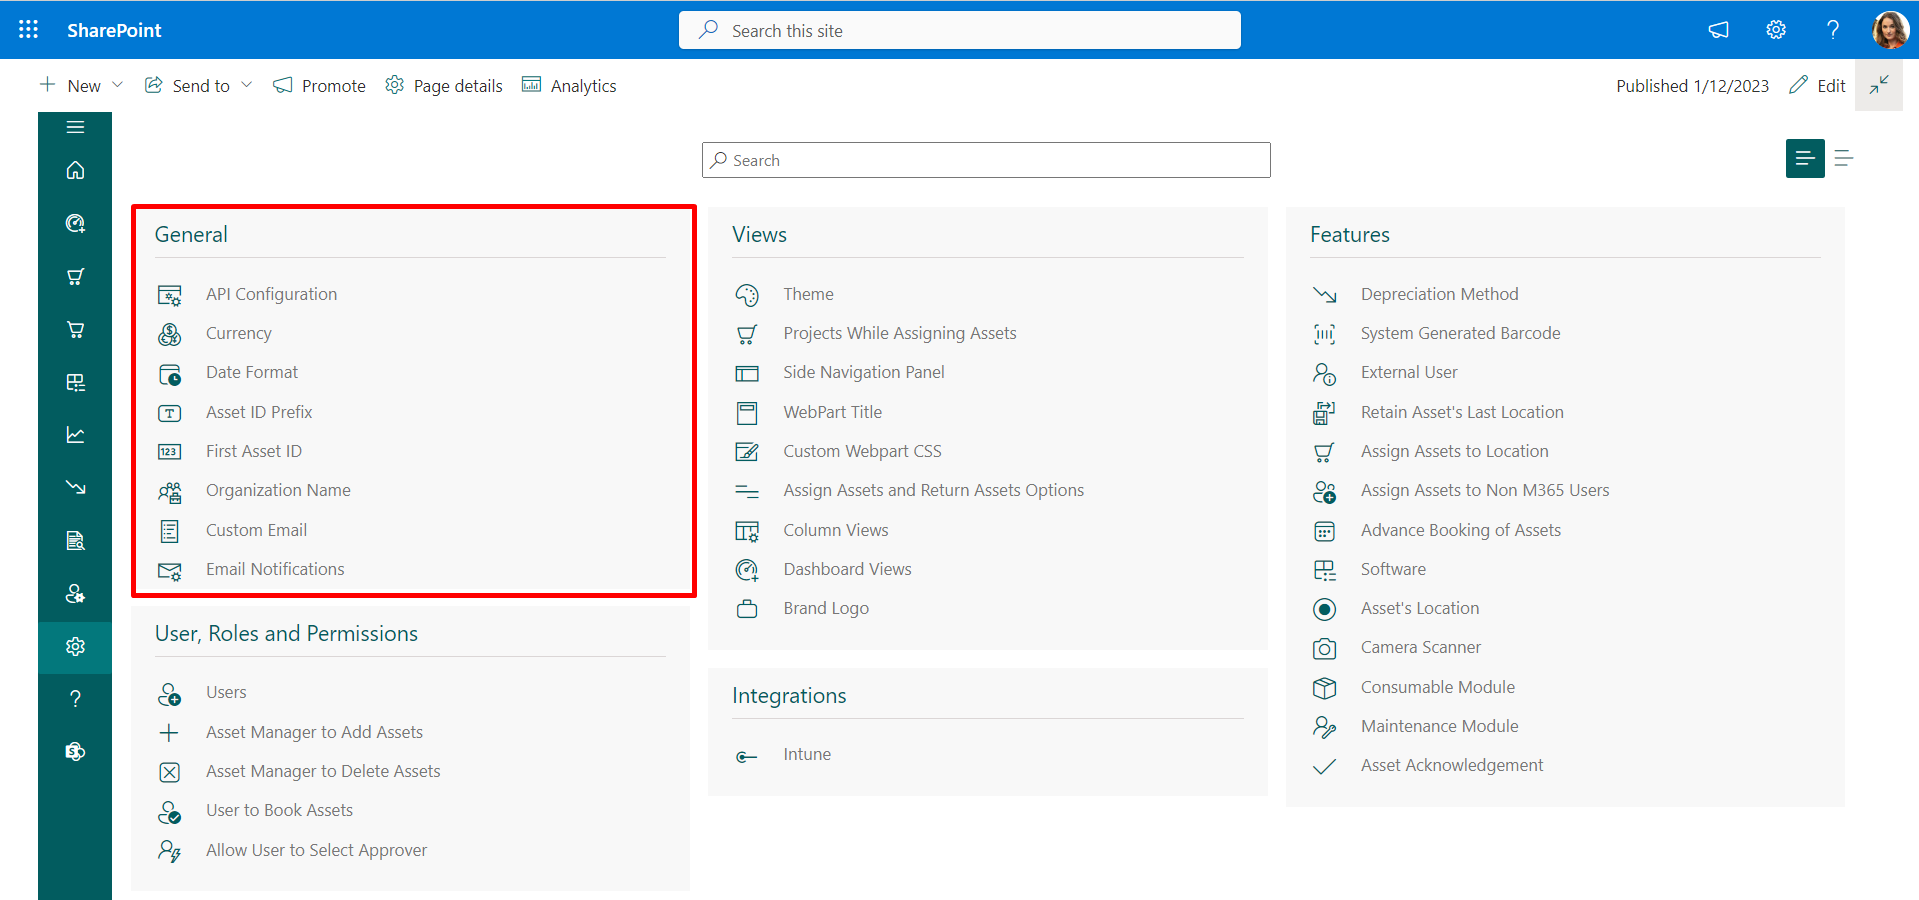 SharePoint
Search this site
New
Send to
Promote
Page details
Analytics
Published 1/12/2023
Edit
Search
General
API Configuration
Currency
Date Format
Asset ID Prefix
First Asset ID
Organization Name
Custom Email
Email Notifications
User, Roles and Permissions
Users
Asset Manager to Add Assets
Asset Manager to Delete Assets
User to Book Assets
Allow User to Select Approver
Views
Theme
Projects While Assigning Assets
Side Navigation Panel
WebPart Title
Custom Webpart CSS
Assign Assets and Return Assets Options
Column Views
Dashboard Views
Brand Logo
Integrations
Intune
Features
Depreciation Method
System Generated Barcode
External User
Retain Asset's Last Location
Assign Assets to Location
Assign Assets to Non M365 Users
Advance Booking of Assets
Software
Asset's Location
Camera Scanner
Consumable Module
Maintenance Module
Asset Acknowledgement